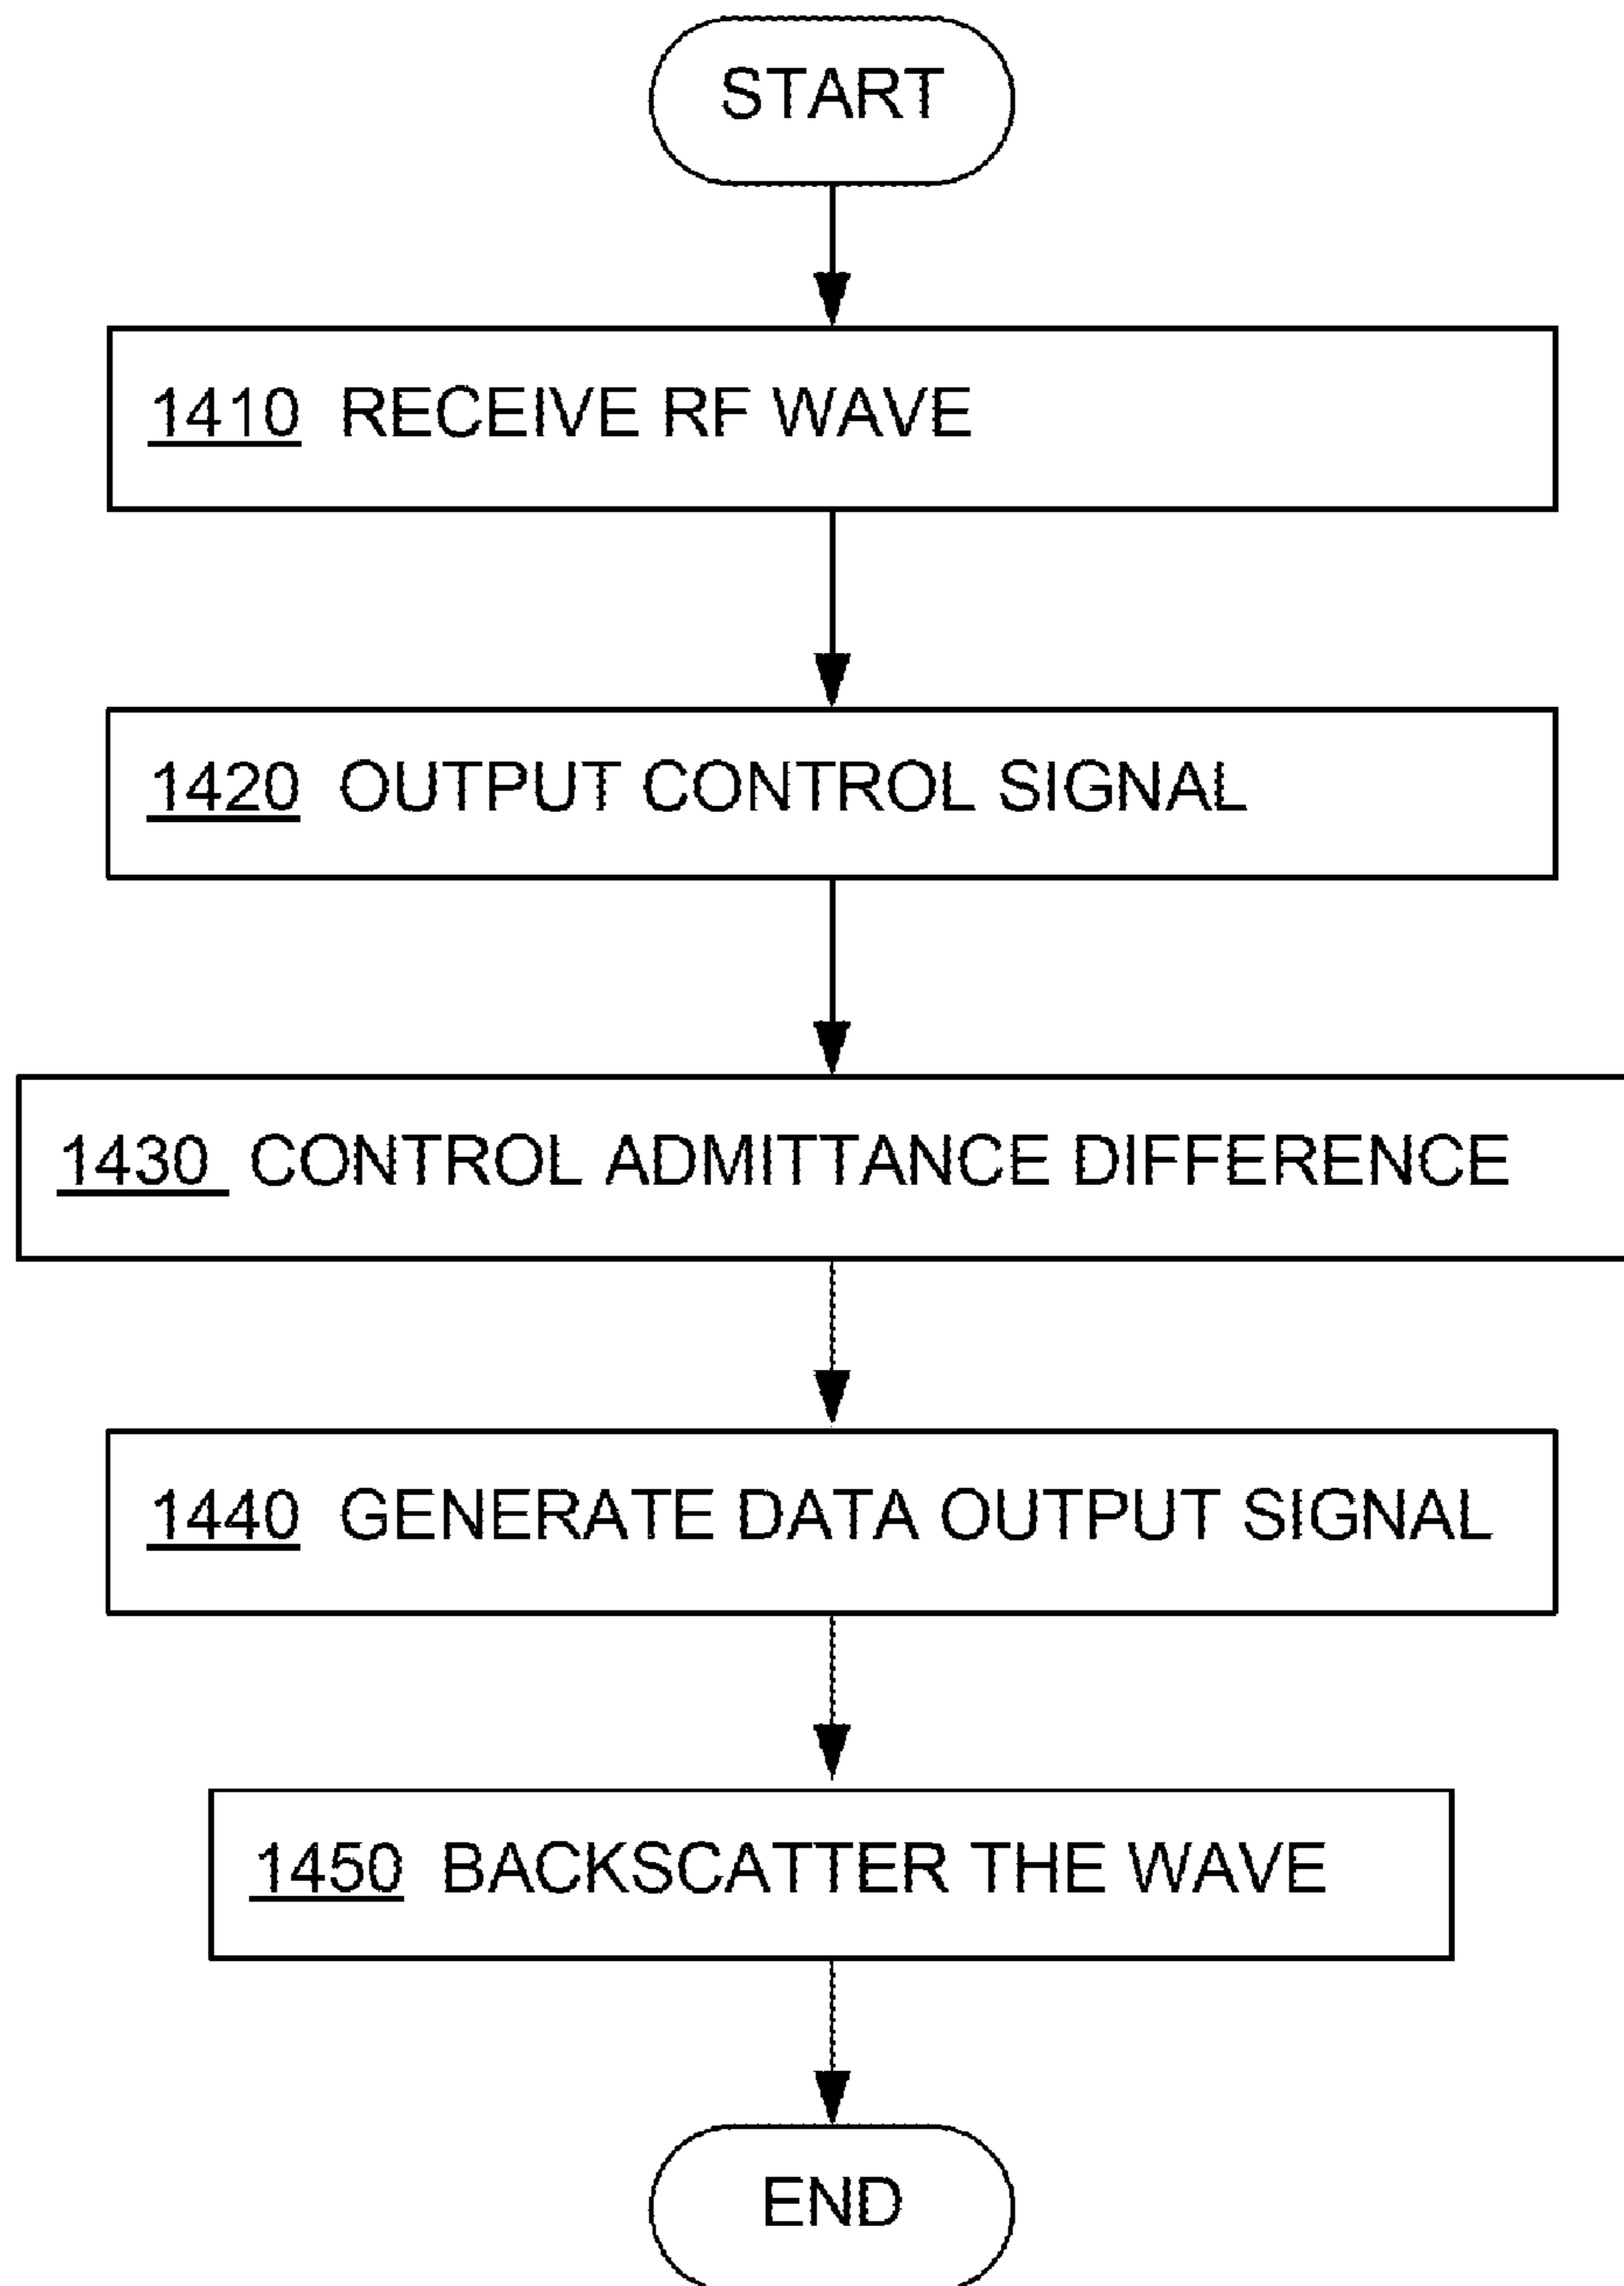 START
1410 RECEIVE RF WAVE
1420 OUTPUT CONTROL SIGNAL
1430 CONTROL ADMITTANCE DIFFERENCE
1440 GENERATE DATA OUTPUT SIGNAL
1450 BACKSCATTER THE WAVE
END